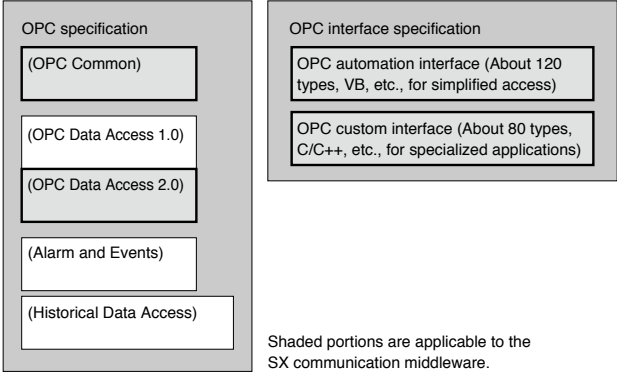 OPC specification
(OPC Common)
(OPC Data Access 1.0)
(OPC Data Access 2.0)
(Alarm and Events)
(Historical Data Access)
OPC interface specification
OPC automation interface (About 120
types, VB, etc., for simplified access)
OPC custom interface (About 80 types,
C/C++, etc., for specialized applications)
Shaded portions are applicable to the
SX communication middleware.